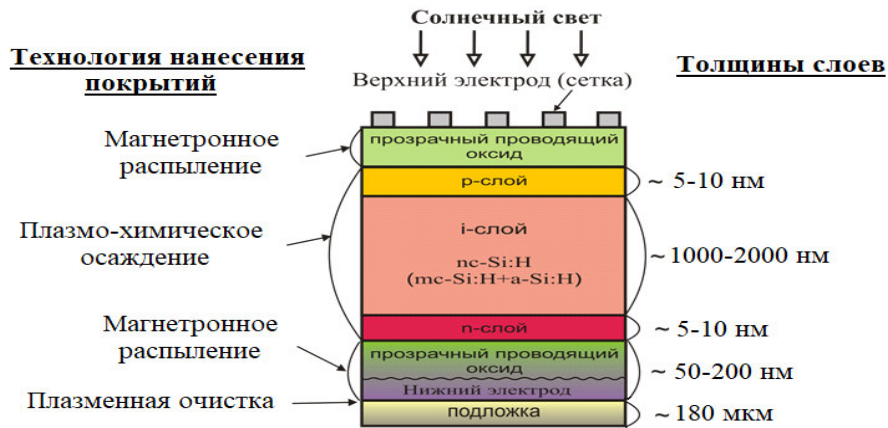 Солнечный свет
Технология нанесения
покрытий
Верхний электрод (сетка)
Толщины слоев
Магнетронное
распыление
прозрачный проводящий
оксид
р-слой
~ 5-10 нм
Плазмо-химическое
осаждение
i-слой
nc-Si:H
(mc-Si:H+a-Si:H)
~ 1000-2000 нм
Магнетронное
распыление
n-слой
~ 5-10 нм
прозрачный проводящий
оксид
~ 50-200 нм
Нижний электрод
Плазменная очистка
подложка
~ 180 мкм